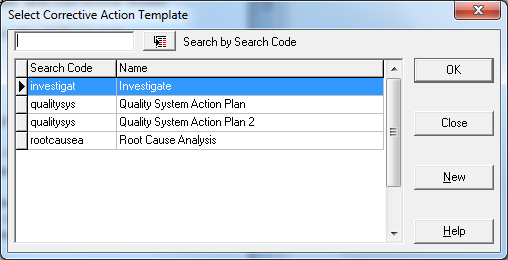 Select Corrective Action Template
Search by Search Code
Search Code Name
investigat Investigate
qualitysys Quality System Action Plan
qualitysys Quality System Action Plan 2
rootcausea Root Cause Analysis
OK
Close
New
Help